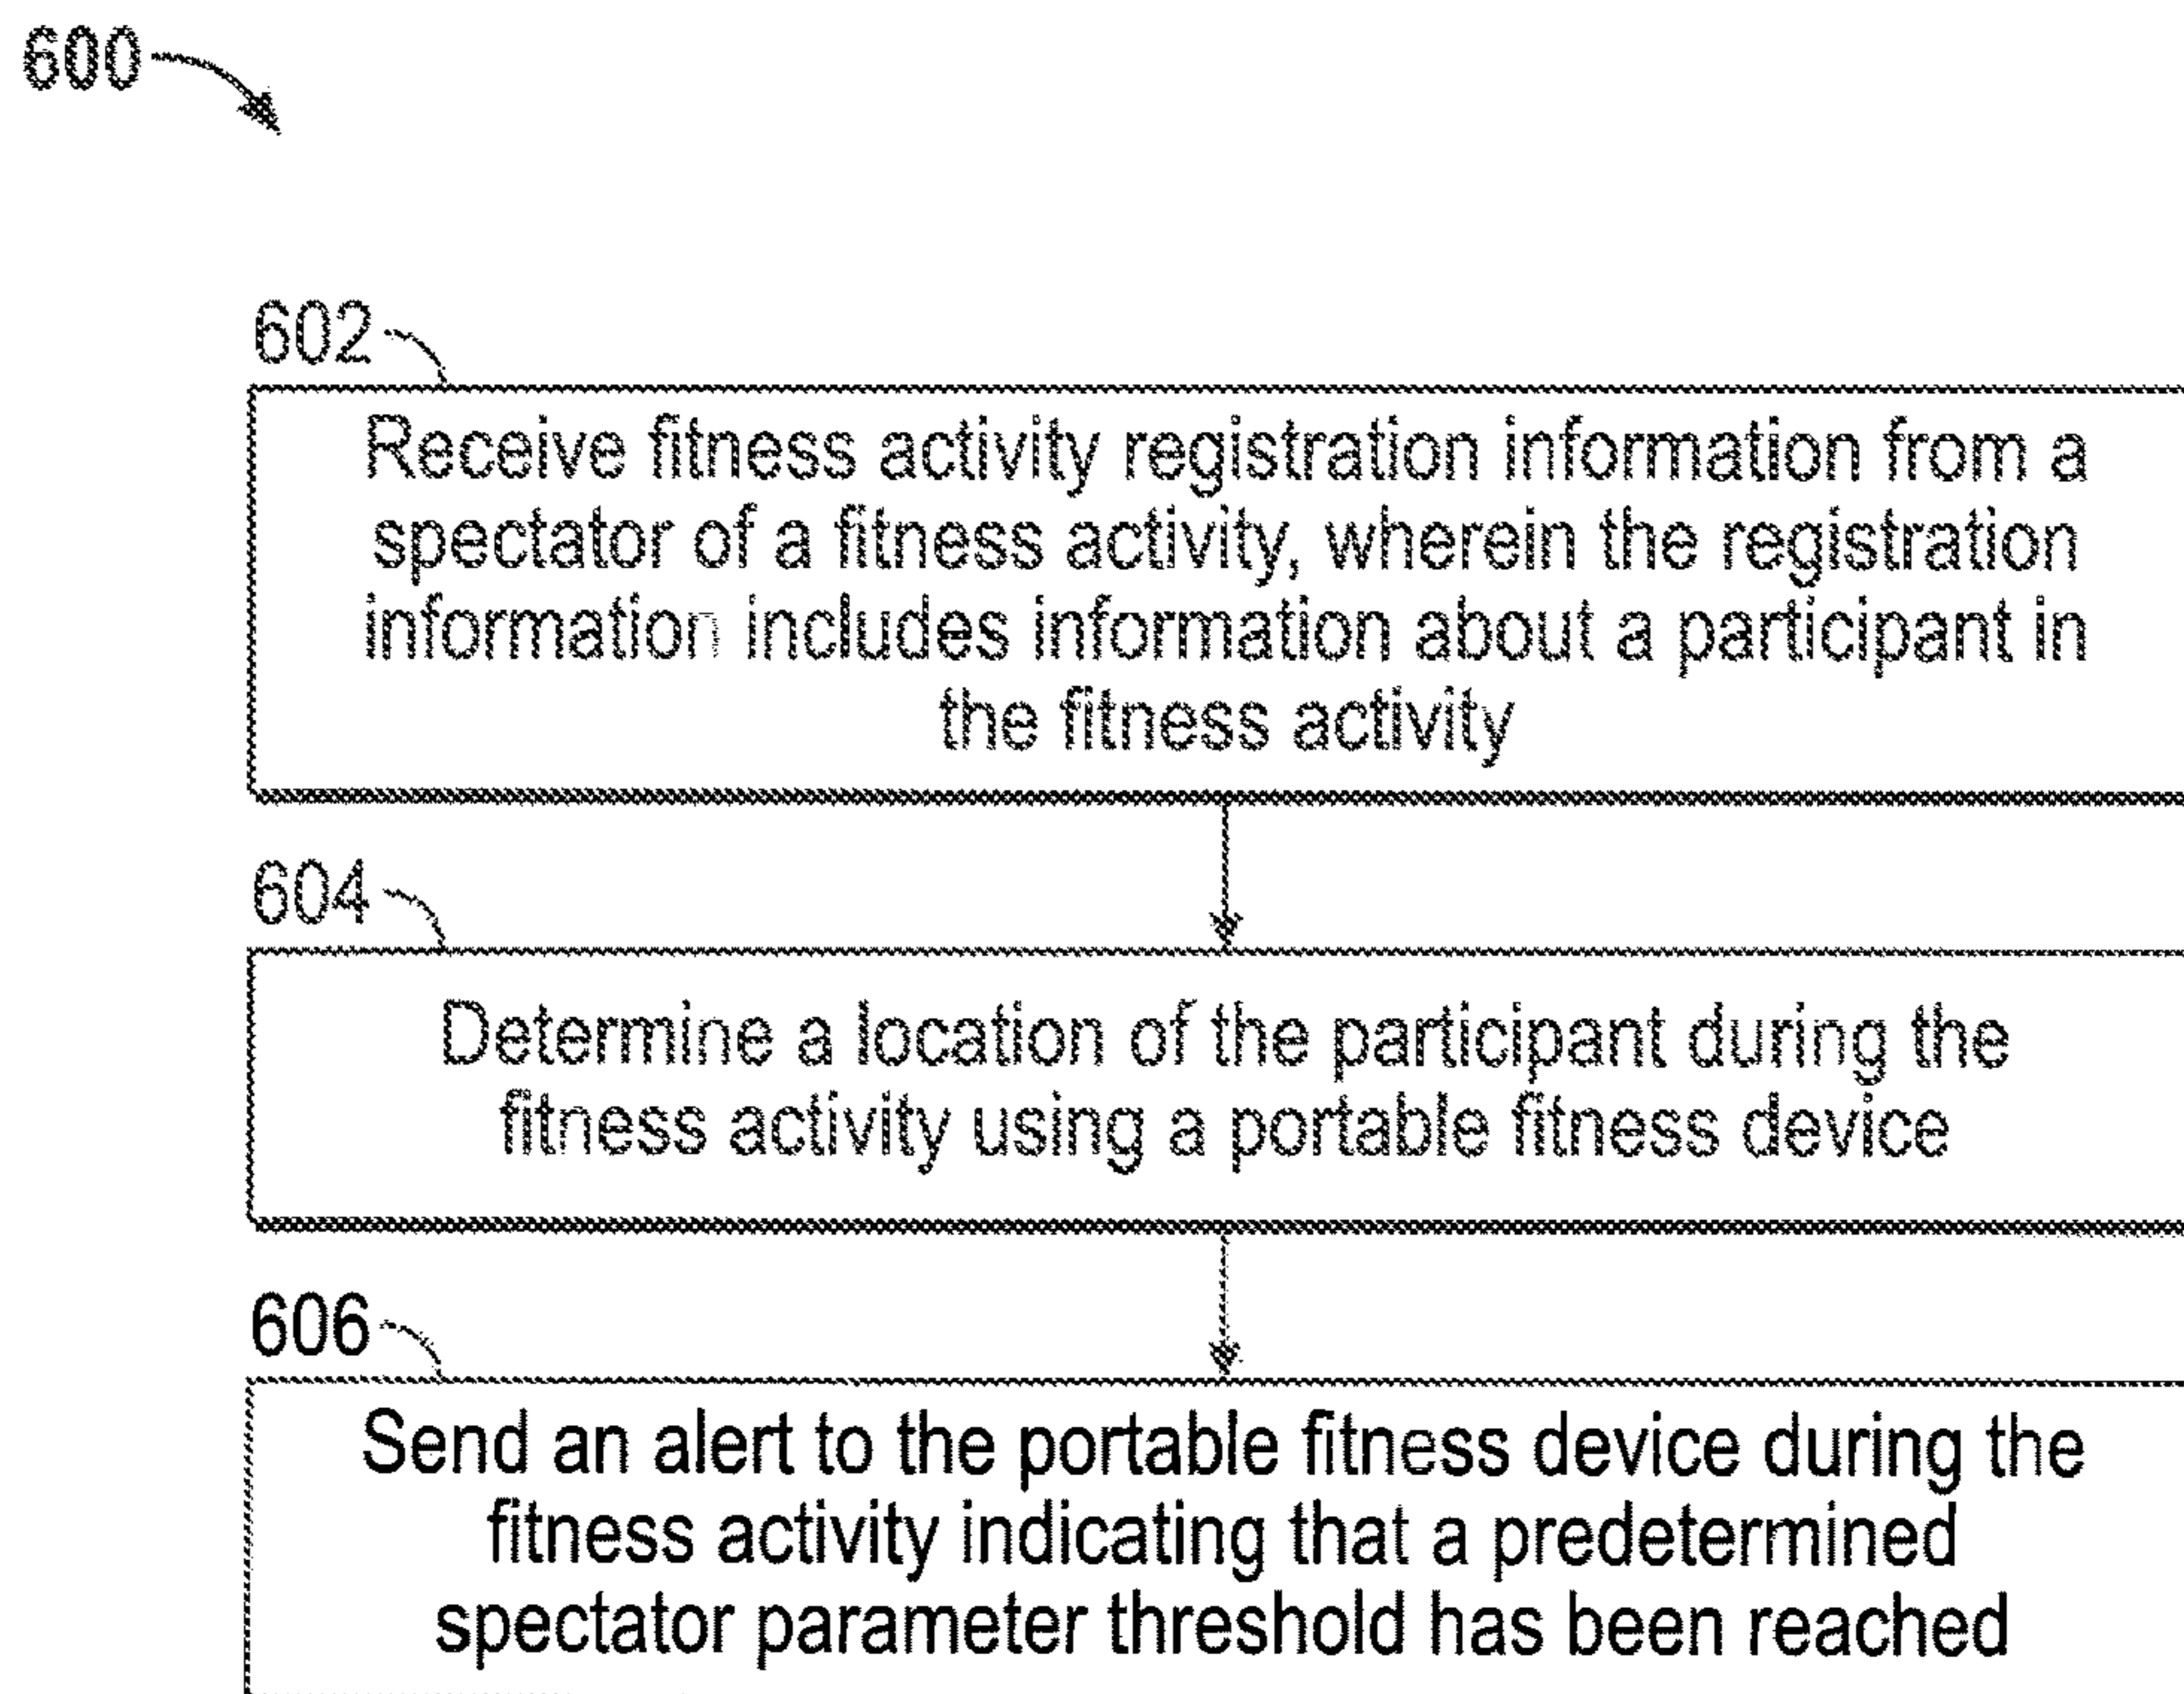 600
602
Receive fitness activity registration information from a
spectator of a fitness activity, wherein the registration
information includes information about a participant in
the fitness activity
604
Determine a location of the participant during the
fitness activity using a portable fitness device
606
Send an alert to the portable fitness device during the
fitness activity indicating that a predetermined
spectator parameter threshold has been reached